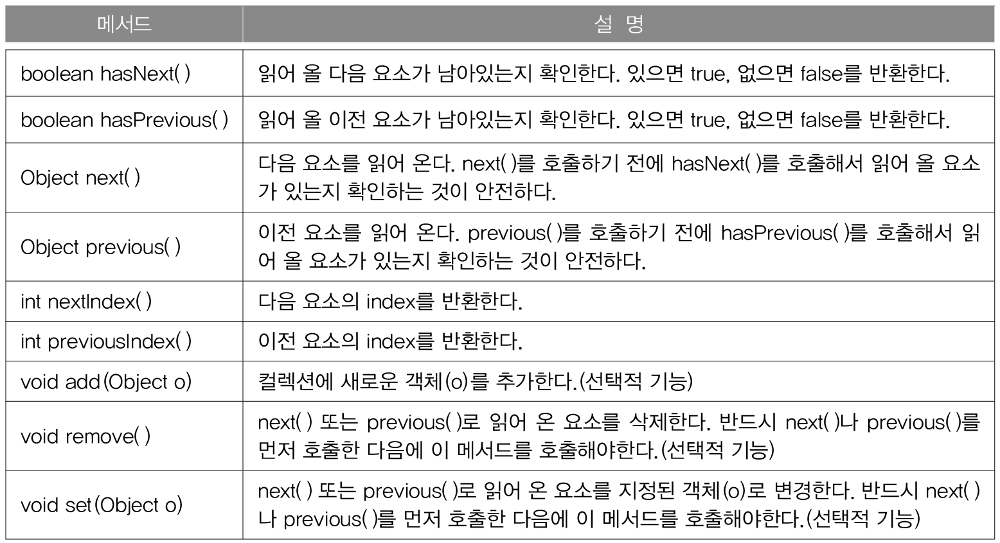 메서드 설 명
boolean hasNext( ) 읽어 올 다음 요소가 남아있는지 확인한다. 있으면 true, 없으면 false를 반환한다.
boolean hasPrevious( ) 읽어 올 이전 요소가 남아있는지 확인한다. 있으면 true, 없으면 false를 반환한다.
Object next( )
다음 요소를 읽어 온다. next( )를 호출하기 전에 hasNext( )를 호출해서 읽어 올 요소
가 있는지 확인하는 것이 안전하다.
Object previous( )
이전 요소를 읽어 온다. previous( )를 호출하기 전에 hasPrevious( )를 호출해서 읽
어 올 요소가 있는지 확인하는 것이 안전하다.
int nextIndex( ) 다음 요소의 index를 반환한다.
int previousIndex( ) 이전 요소의 index를 반환한다.
void add(Object o) 컬렉션에 새로운 객체(o)를 추가한다.(선택적 기능)
void remove( )
next( ) 또는 previous( )로 읽어 온 요소를 삭제한다. 반드시 next( )나 previous( )를
먼저 호출한 다음에 이 메서드를 호출해야한다.(선택적 기능)
void set(Object o)
next( ) 또는 previous( )로 읽어 온 요소를 지정된 객체(o)로 변경한다. 반드시 next( )
나 previous( )를 먼저 호출한 다음에 이 메서드를 호출해야한다.(선택적 기능)